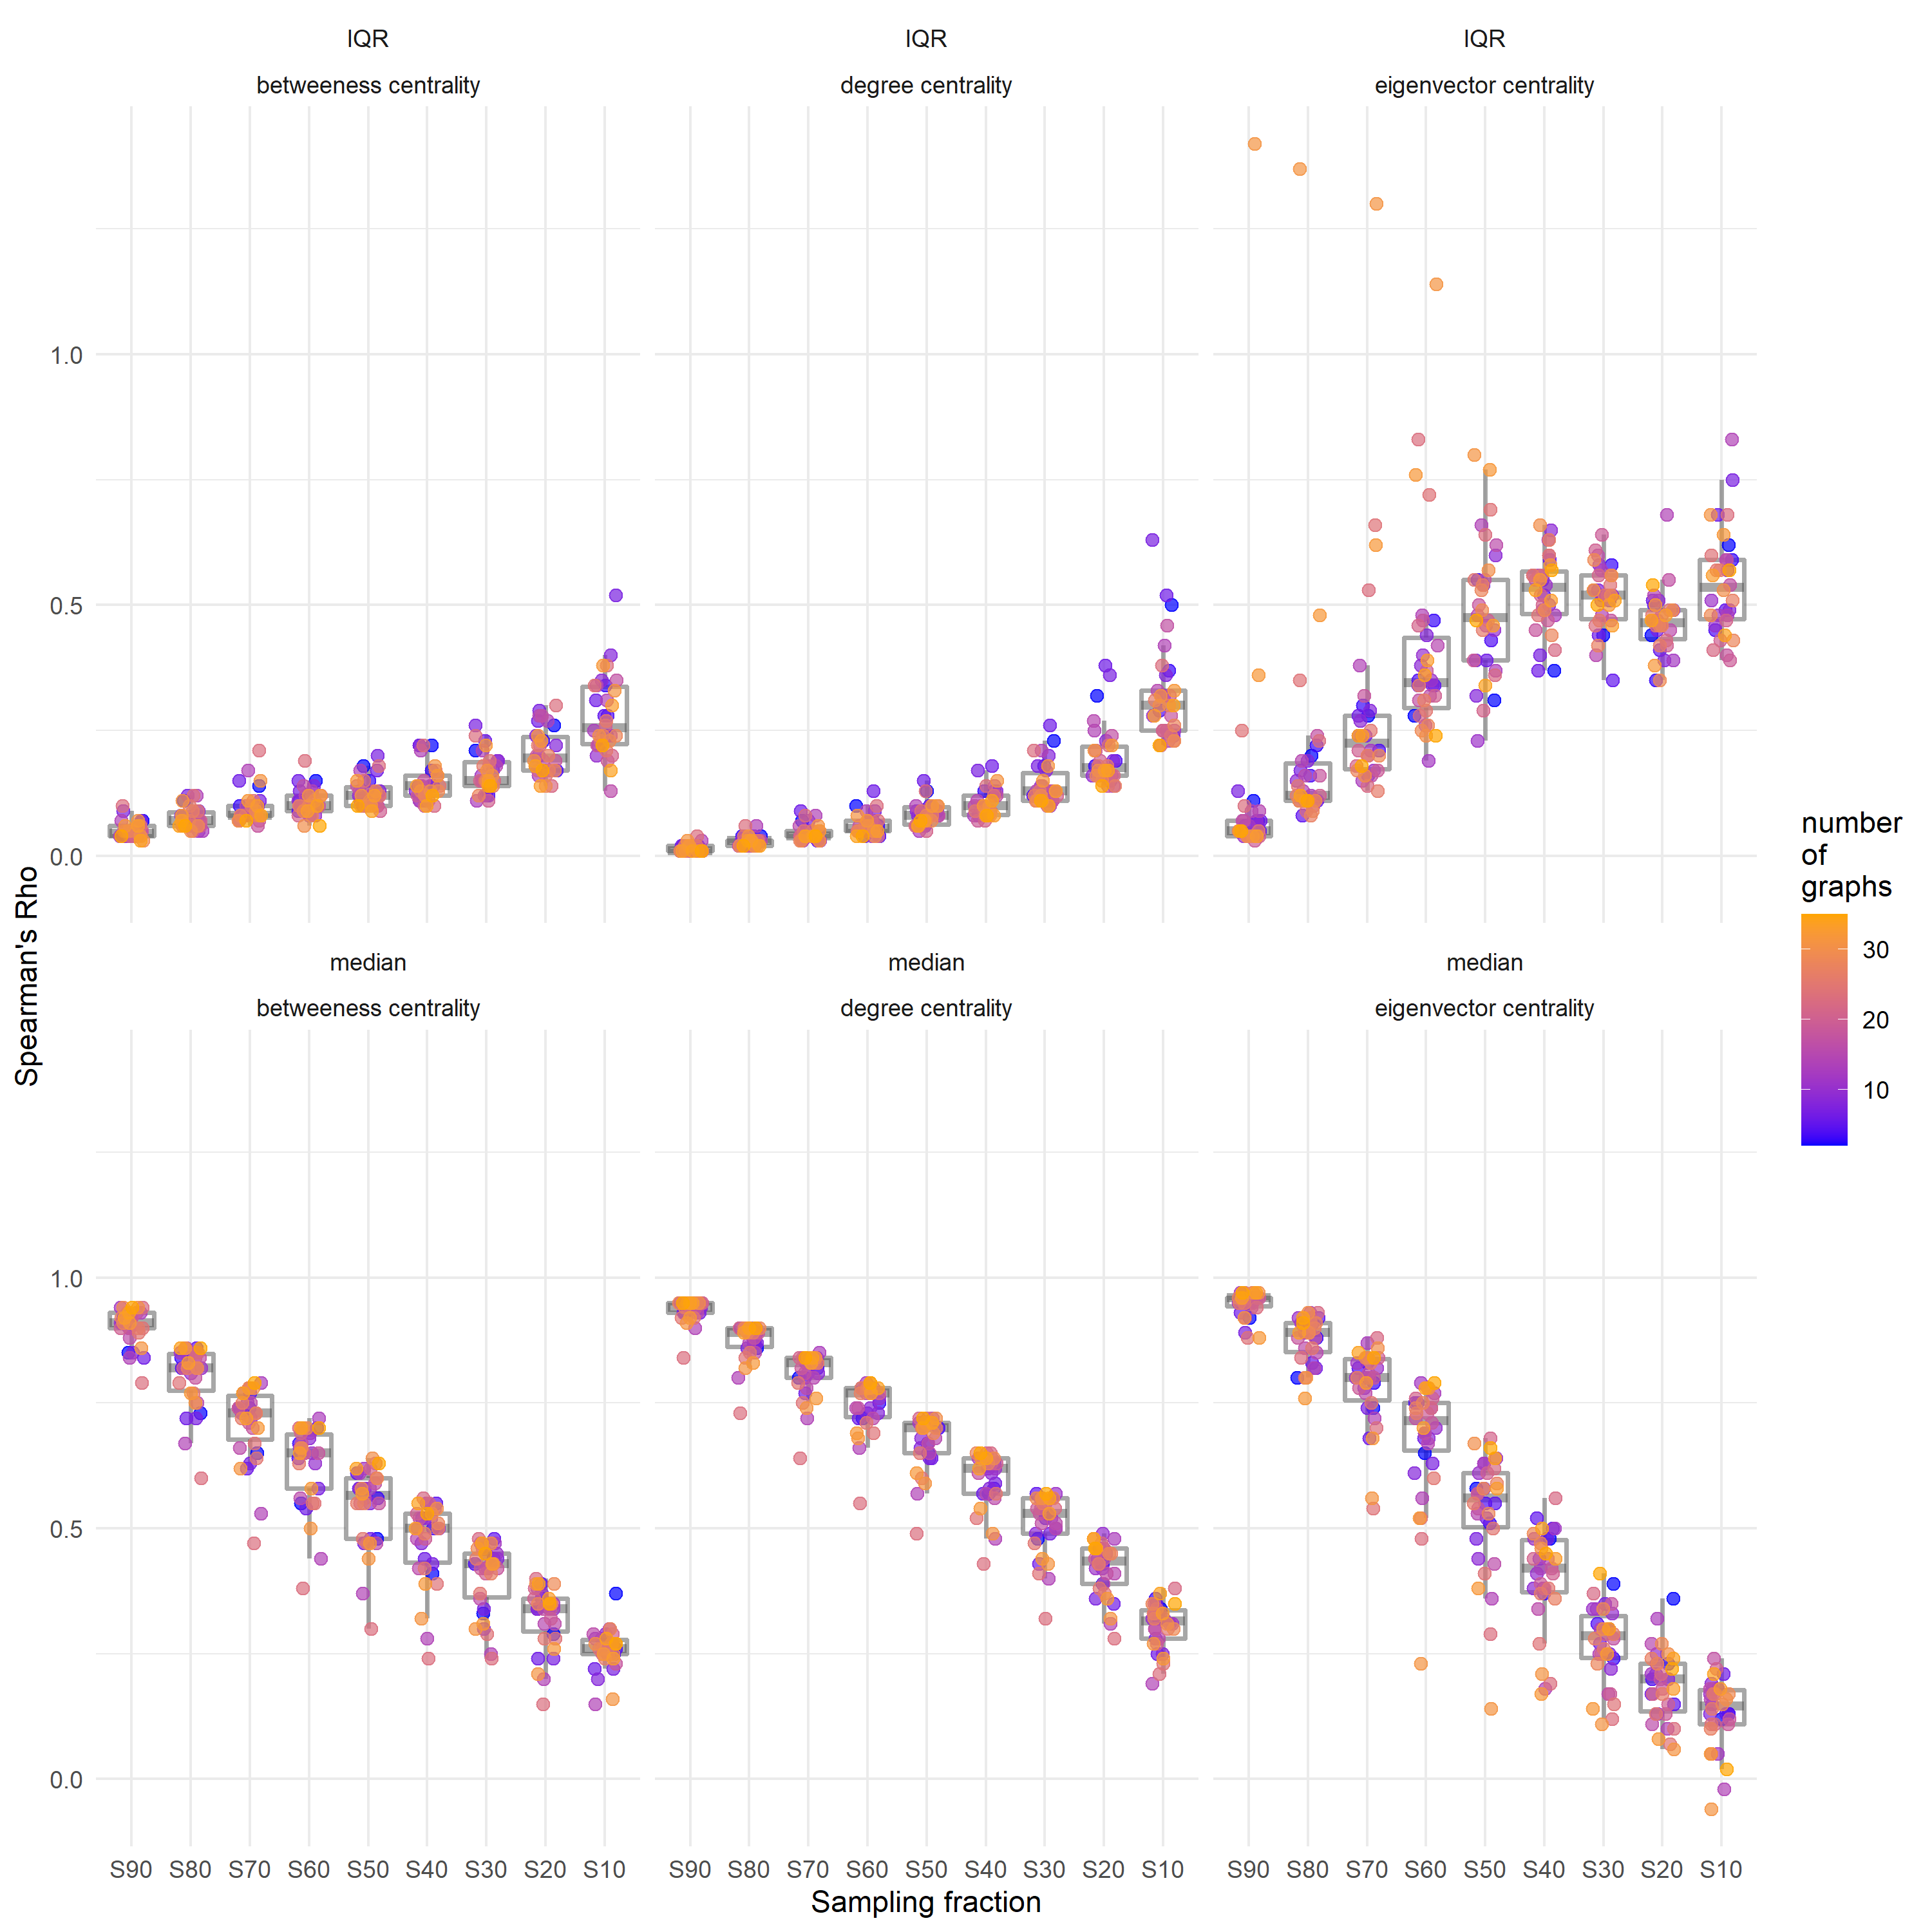 IQR
betweeness centrality
IQR
degree centrality
IQR
eigenvector centrality
1.0
0.5
0.0
median
betweeness centrality
median
degree centrality
median
eigenvector centrality
1.0
0.5
0.0
Spearman's Rho
S90 S80 S70 S60 S50 S40 S30 S20 S10
S90 S80 S70 S60 S50 S40 S30 S20 S10
S90 S80 S70 S60 S50 S40 S30 S20 S10
Sampling fraction
number
of
graphs
30
20
10